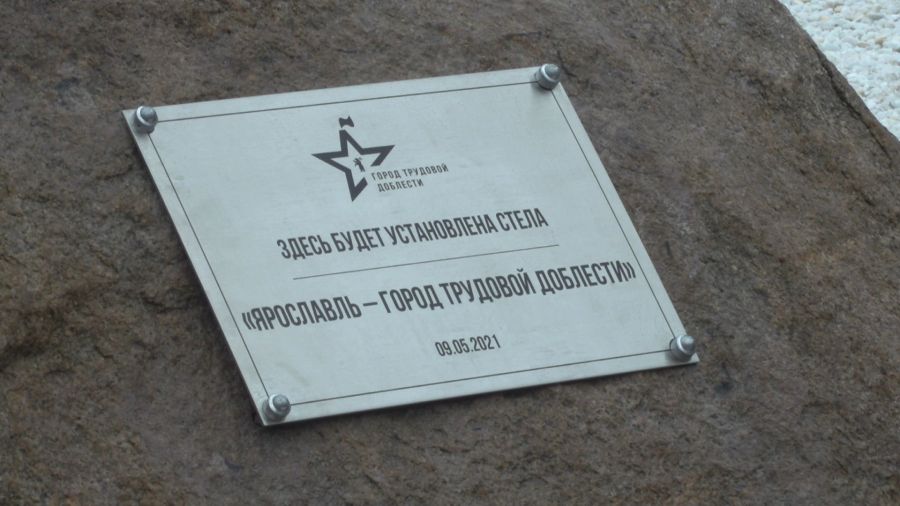 ГОРОД ТРУДОВОЙ
ДОБЛЕСТИ
ЗДЕСЬ БУДЕТ УСТАНОВЛЕНА СТЕЛА
«ЯРОСЛАВЛЬ – ГОРОД ТРУДОВОЙ ДОБЛЕСТИ»
09.05.2021